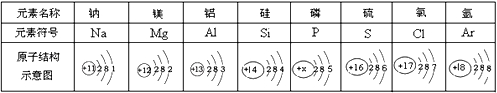 元素名称 钠 镁 铝 硅 磷 硫 氯 氩
元素符号 Na Mg Al Si P S Cl Ar
原子结构示意图 +11 2 8 1 +12 2 8 2 +13 2 8 3 +14 2 8 4 +x 2 8 5 +16 2 8 6 +17 2 8 7 +18 2 8 8